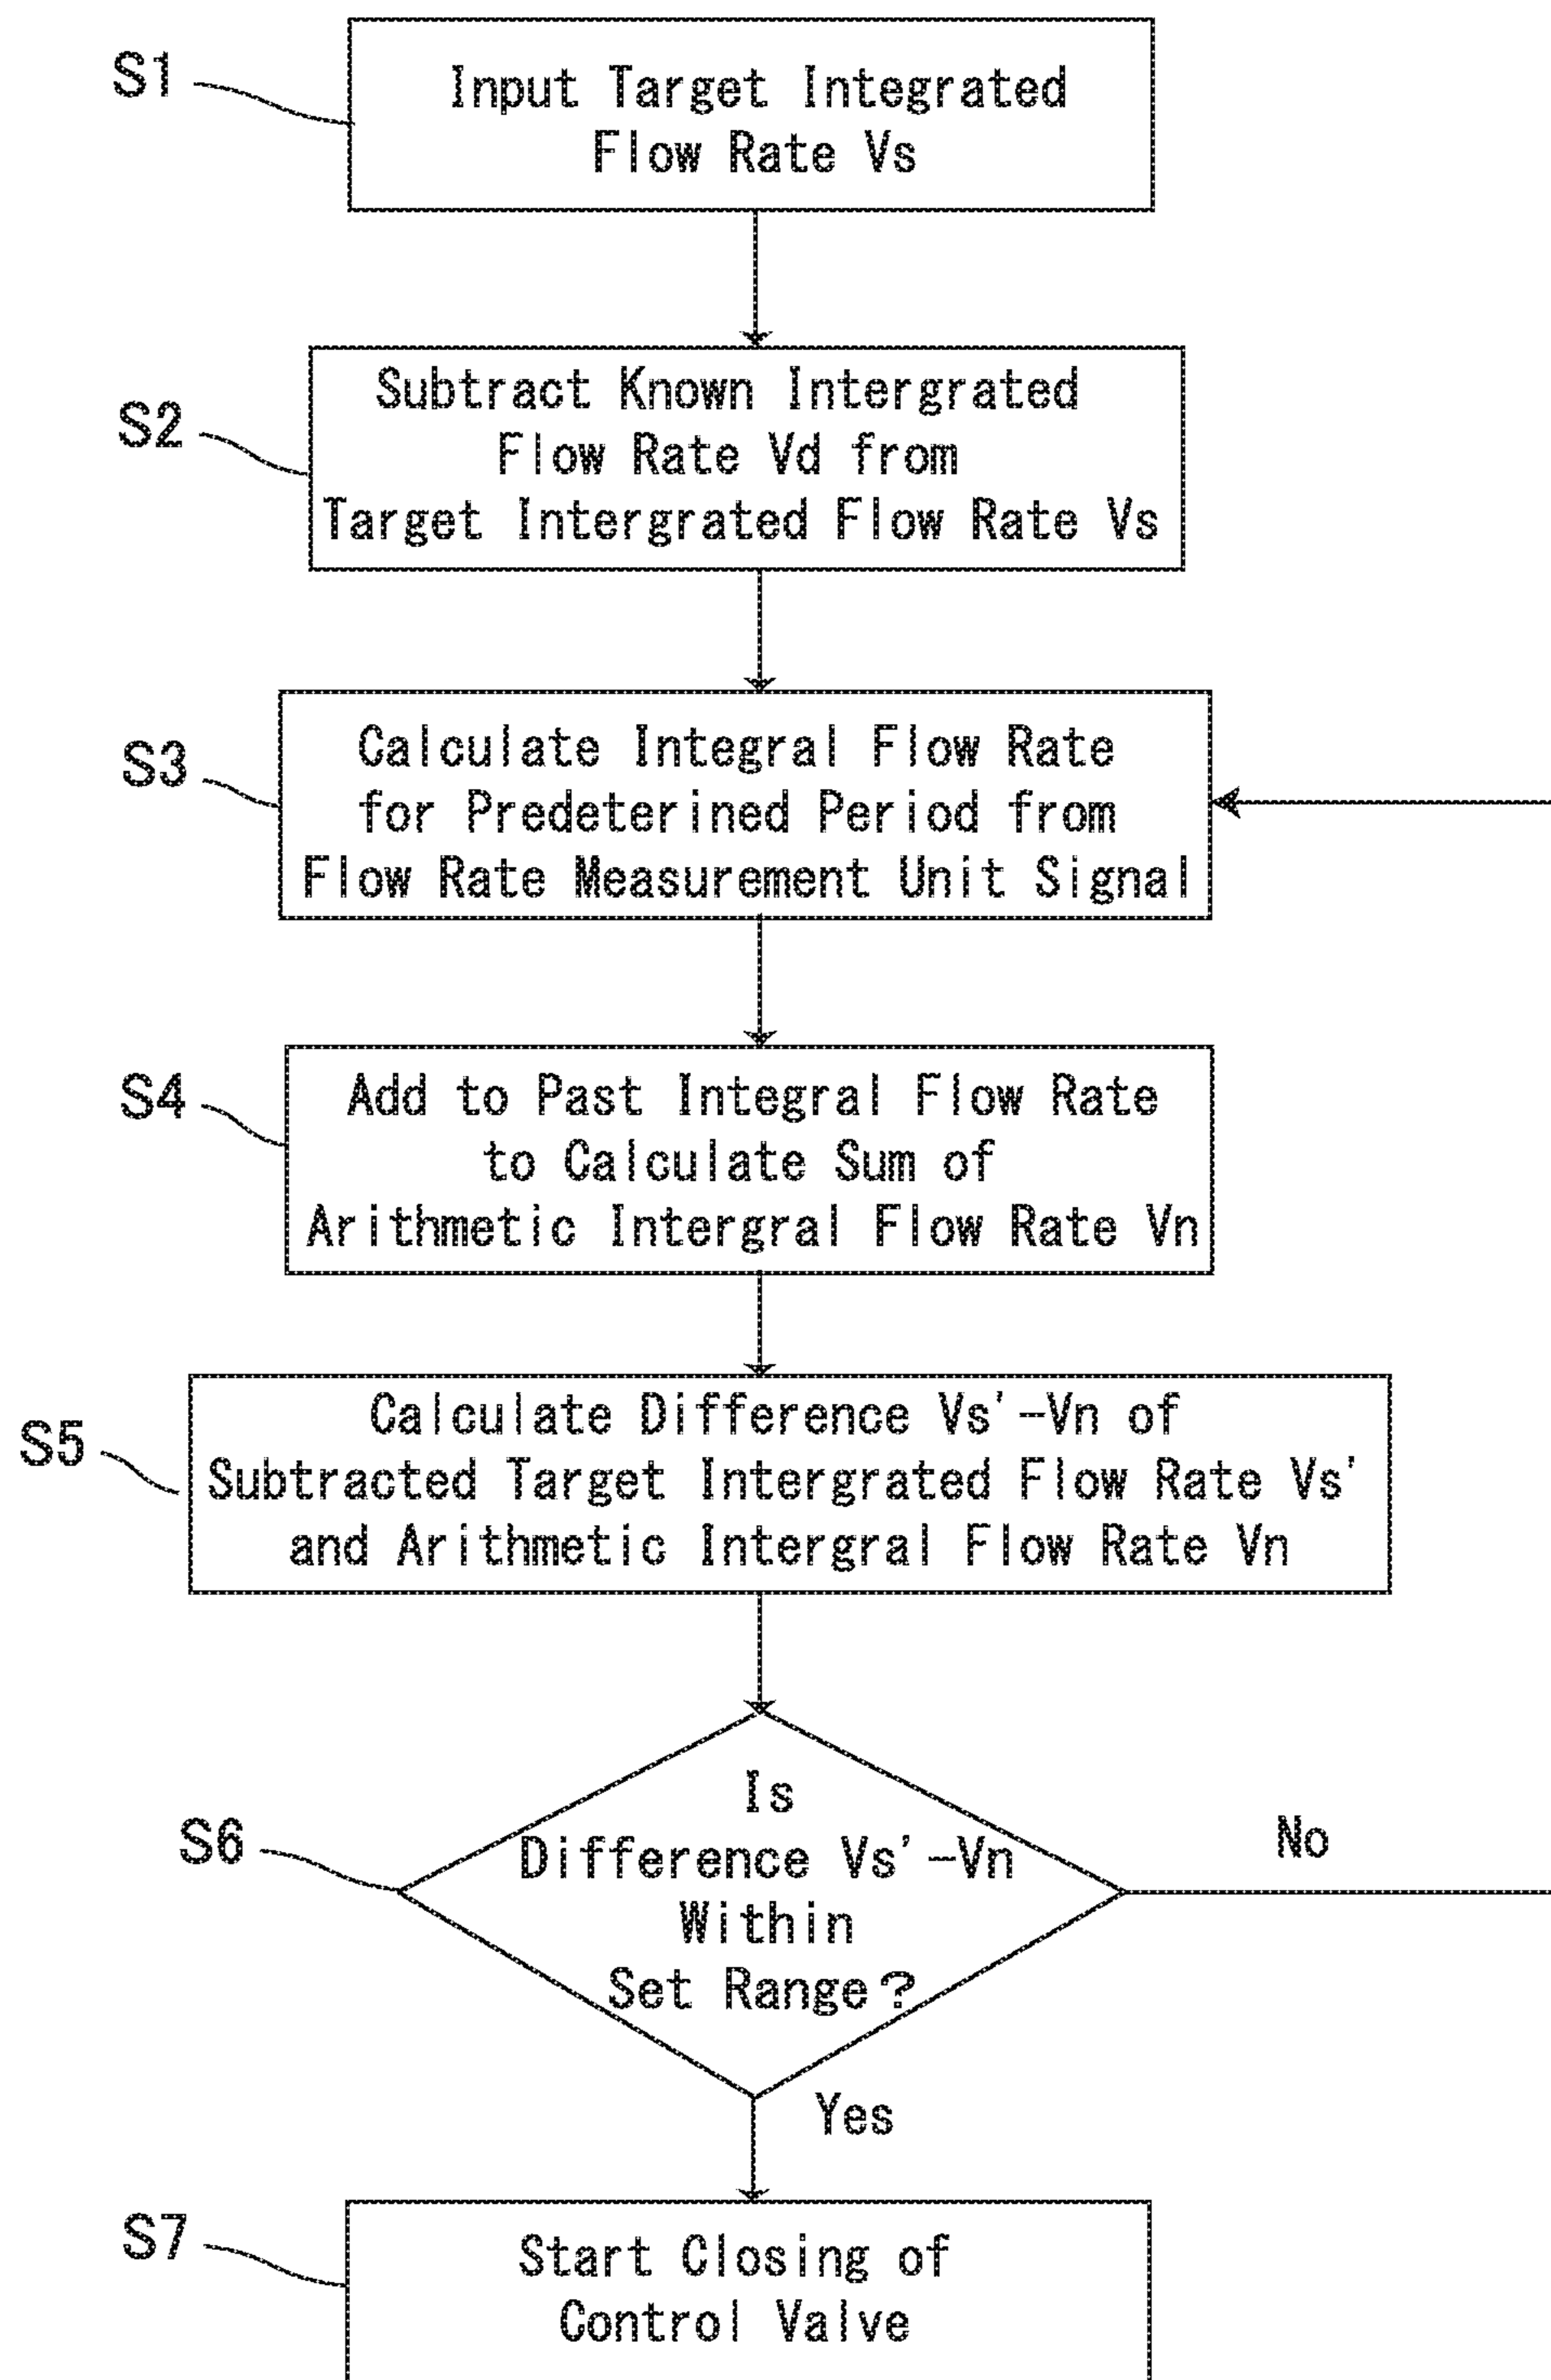 S1
Input Target Integrated
Flow Rate Vs
S2
Subtract Known Intergrated
Flow Rate Vd from
Target Intergrated Flow Rate Vs
S3
Calculate Integral Flow Rate
for Predeterined Period from
Flow Rate Measurement Unit Signal
S4
Add to Past Integral Flow Rate
to Calculate Sum of
Arithmetic Intergral Flow Rate Vn
S5
Calculate Difference Vs'-Vn of
Subtracted Target Intergrated Flow Rate Vs'
and Arithmetic Intergral Flow Rate Vn
S6
Is
Difference Vs'-Vn
Within
Set Range?
No
Yes
S7
Start Closing of
Control Valve